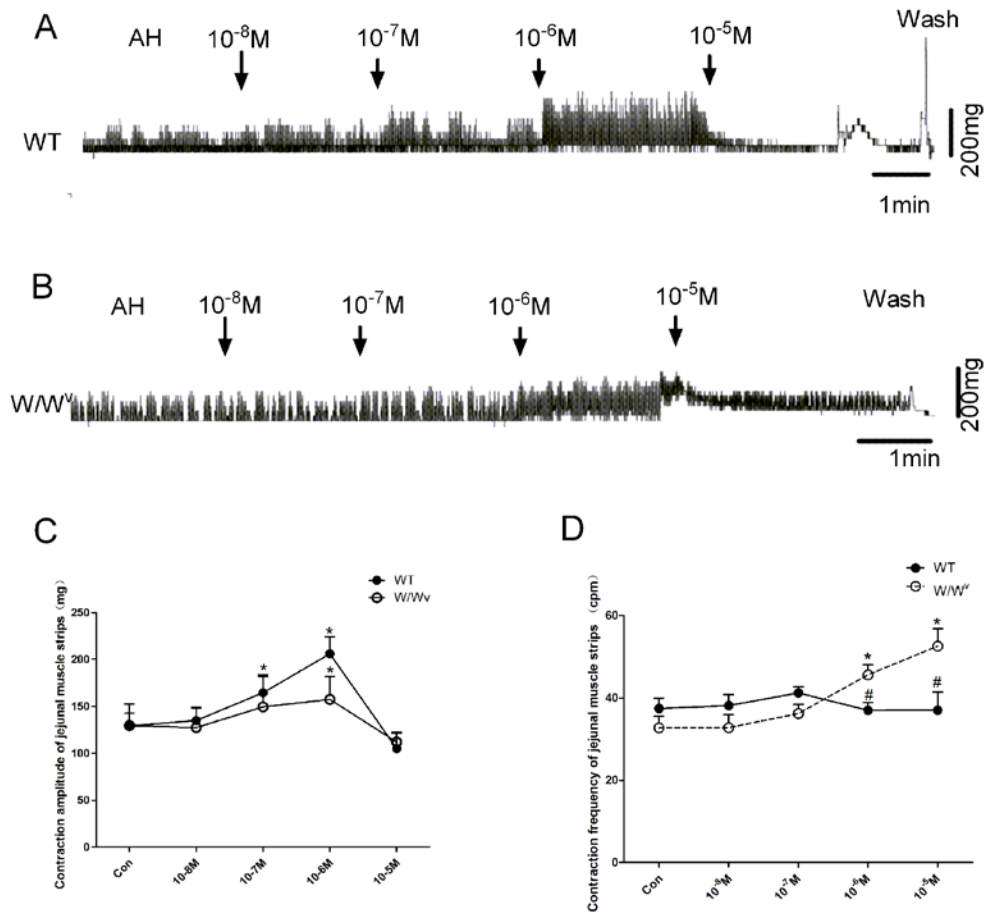 A
AH 10⁻⁸M 10⁻⁷M 10⁻⁶M 10⁻⁵M Wash
WT
200mg
1min
B
AH 10⁻⁸M 10⁻⁷M 10⁻⁶M 10⁻⁵M Wash
W/Wᵛ
200mg
1min
C
Contraction amplitude of jejunal muscle strips (mg)
WT
W/Wv
250
200
150
100
50
0
* * *
Con 10-8M 10-7M 10-6M 10-5M
D
Contraction frequency of jejunal muscle strips (cpm)
WT
W/Wᵛ
60
40
20
0
* *
# #
Con 10⁻⁸M 10⁻⁷M 10⁻⁶M 10⁻⁵M